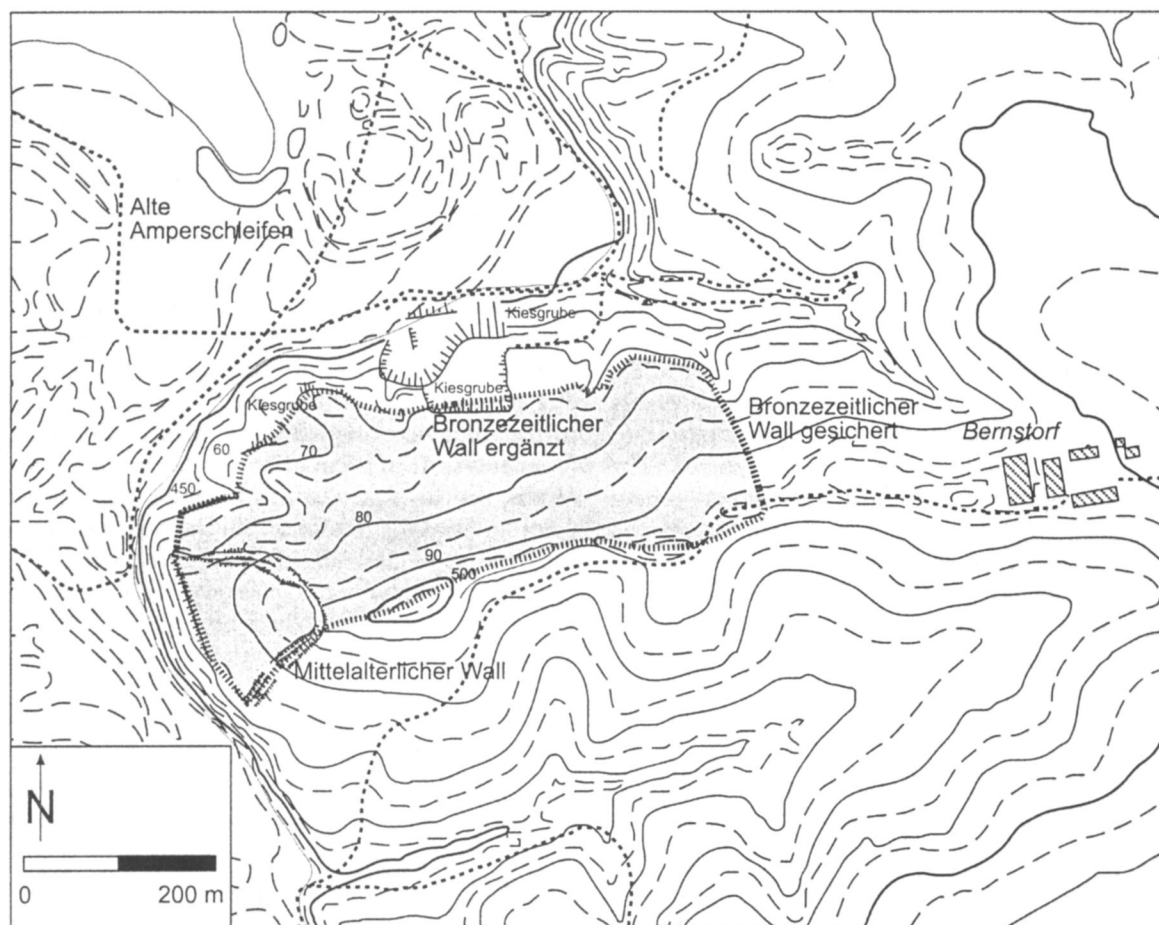 Alte
Amperschleifen
Kiesgrube
Kiesgrube
Kiesgrube
Bronzezeitlicher
Wall ergänzt
Bronzezeitlicher
Wall gesichert
Bernstorf
60
70
450
80
90
500
Mittelalterlicher Wall
N
0
200 m